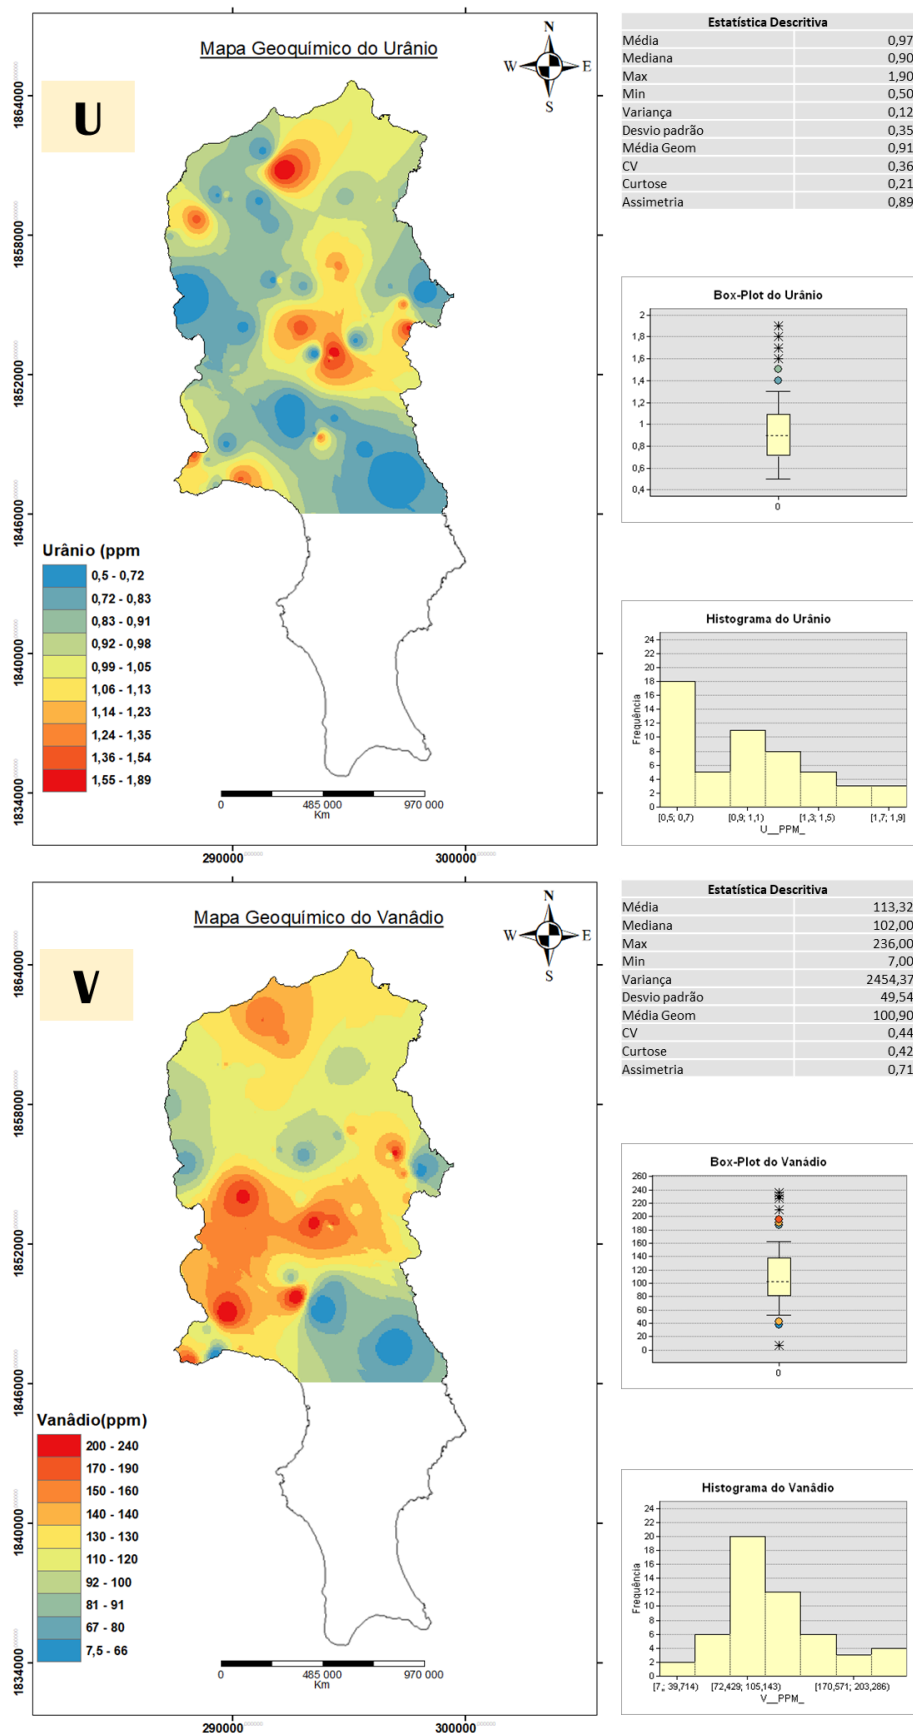 Mapa Geoquímico do Urânio
N
W E
S
U
1864000
1858000
1852000
1846000
1840000
1834000
Urânio (ppm
0,5 - 0,72
0,72 - 0,83
0,83 - 0,91
0,92 - 0,98
0,99 - 1,05
1,06 - 1,13
1,14 - 1,23
1,24 - 1,35
1,36 - 1,54
1,55 - 1,89
0 485 000 970 000
Km
290000 300000
Estatística Descritiva
Média 0,97
Mediana 0,90
Max 1,90
Min 0,50
Variança 0,12
Desvio padrão 0,35
Média Geom 0,91
CV 0,36
Curtose 0,21
Assimetria 0,89
Box-Plot do Urânio
2
1,8
1,6
1,4
1,2
1
0,8
0,6
0,4
0
Histograma do Urânio
Frequência
24
22
20
18
16
14
12
10
8
6
4
2
0
[0,5; 0,7) [0,9; 1,1) [1,3; 1,5) [1,7; 1,9]
U__PPM_
Mapa Geoquímico do Vanâdio
N
W E
S
V
1864000
1858000
1852000
1846000
1840000
1834000
Vanâdio(ppm)
200 - 240
170 - 190
150 - 160
140 - 140
130 - 130
110 - 120
92 - 100
81 - 91
67 - 80
7,5 - 66
0 485 000 970 000
Km
290000 300000
Estatística Descritiva
Média 113,32
Mediana 102,00
Max 236,00
Min 7,00
Variança 2454,37
Desvio padrão 49,54
Média Geom 100,90
CV 0,44
Curtose 0,42
Assimetria 0,71
Box-Plot do Vanádio
260
240
220
200
180
160
140
120
100
80
60
40
20
0
0
Histograma do Vanádio
Frequência
24
22
20
18
16
14
12
10
8
6
4
2
0
[7,; 39,714) [72,429; 105,143) [170,571; 203,286)
V__PPM_